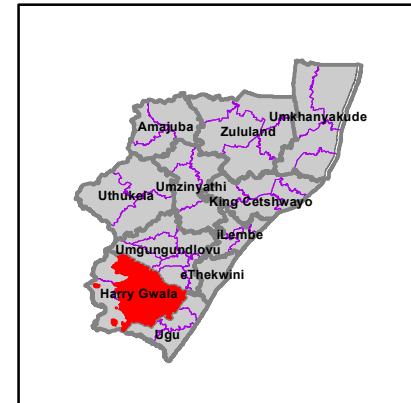 Umkhanyakude
Amajuba
Zululand
Umzinyathi
Uthukela
King Cetshwayo
iLembe
Umgungundlovu
eThekwini
Harry Gwala
Ugu